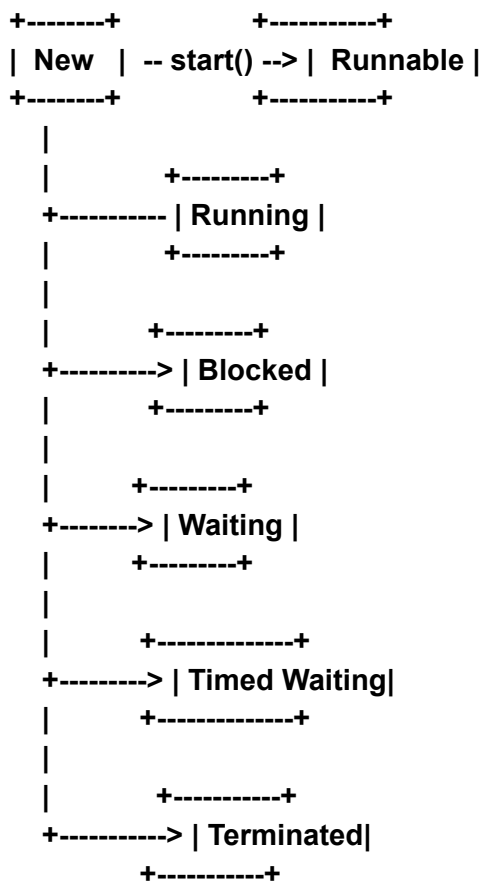 +--------+                 +-----------+
|  New   |  -- start() --> |  Runnable |
+--------+                 +-----------+
    |
    |              +---------+
    +----------- | Running |
    |              +---------+
    |
    |            +---------+
    +----------> | Blocked |
    |            +---------+
    |
    |          +---------+
    +--------> | Waiting |
    |          +---------+
    |
    |           +--------------+
    +---------> | Timed Waiting|
    |           +--------------+
    |
    |             +-----------+
    +-----------> | Terminated|
                +-----------+